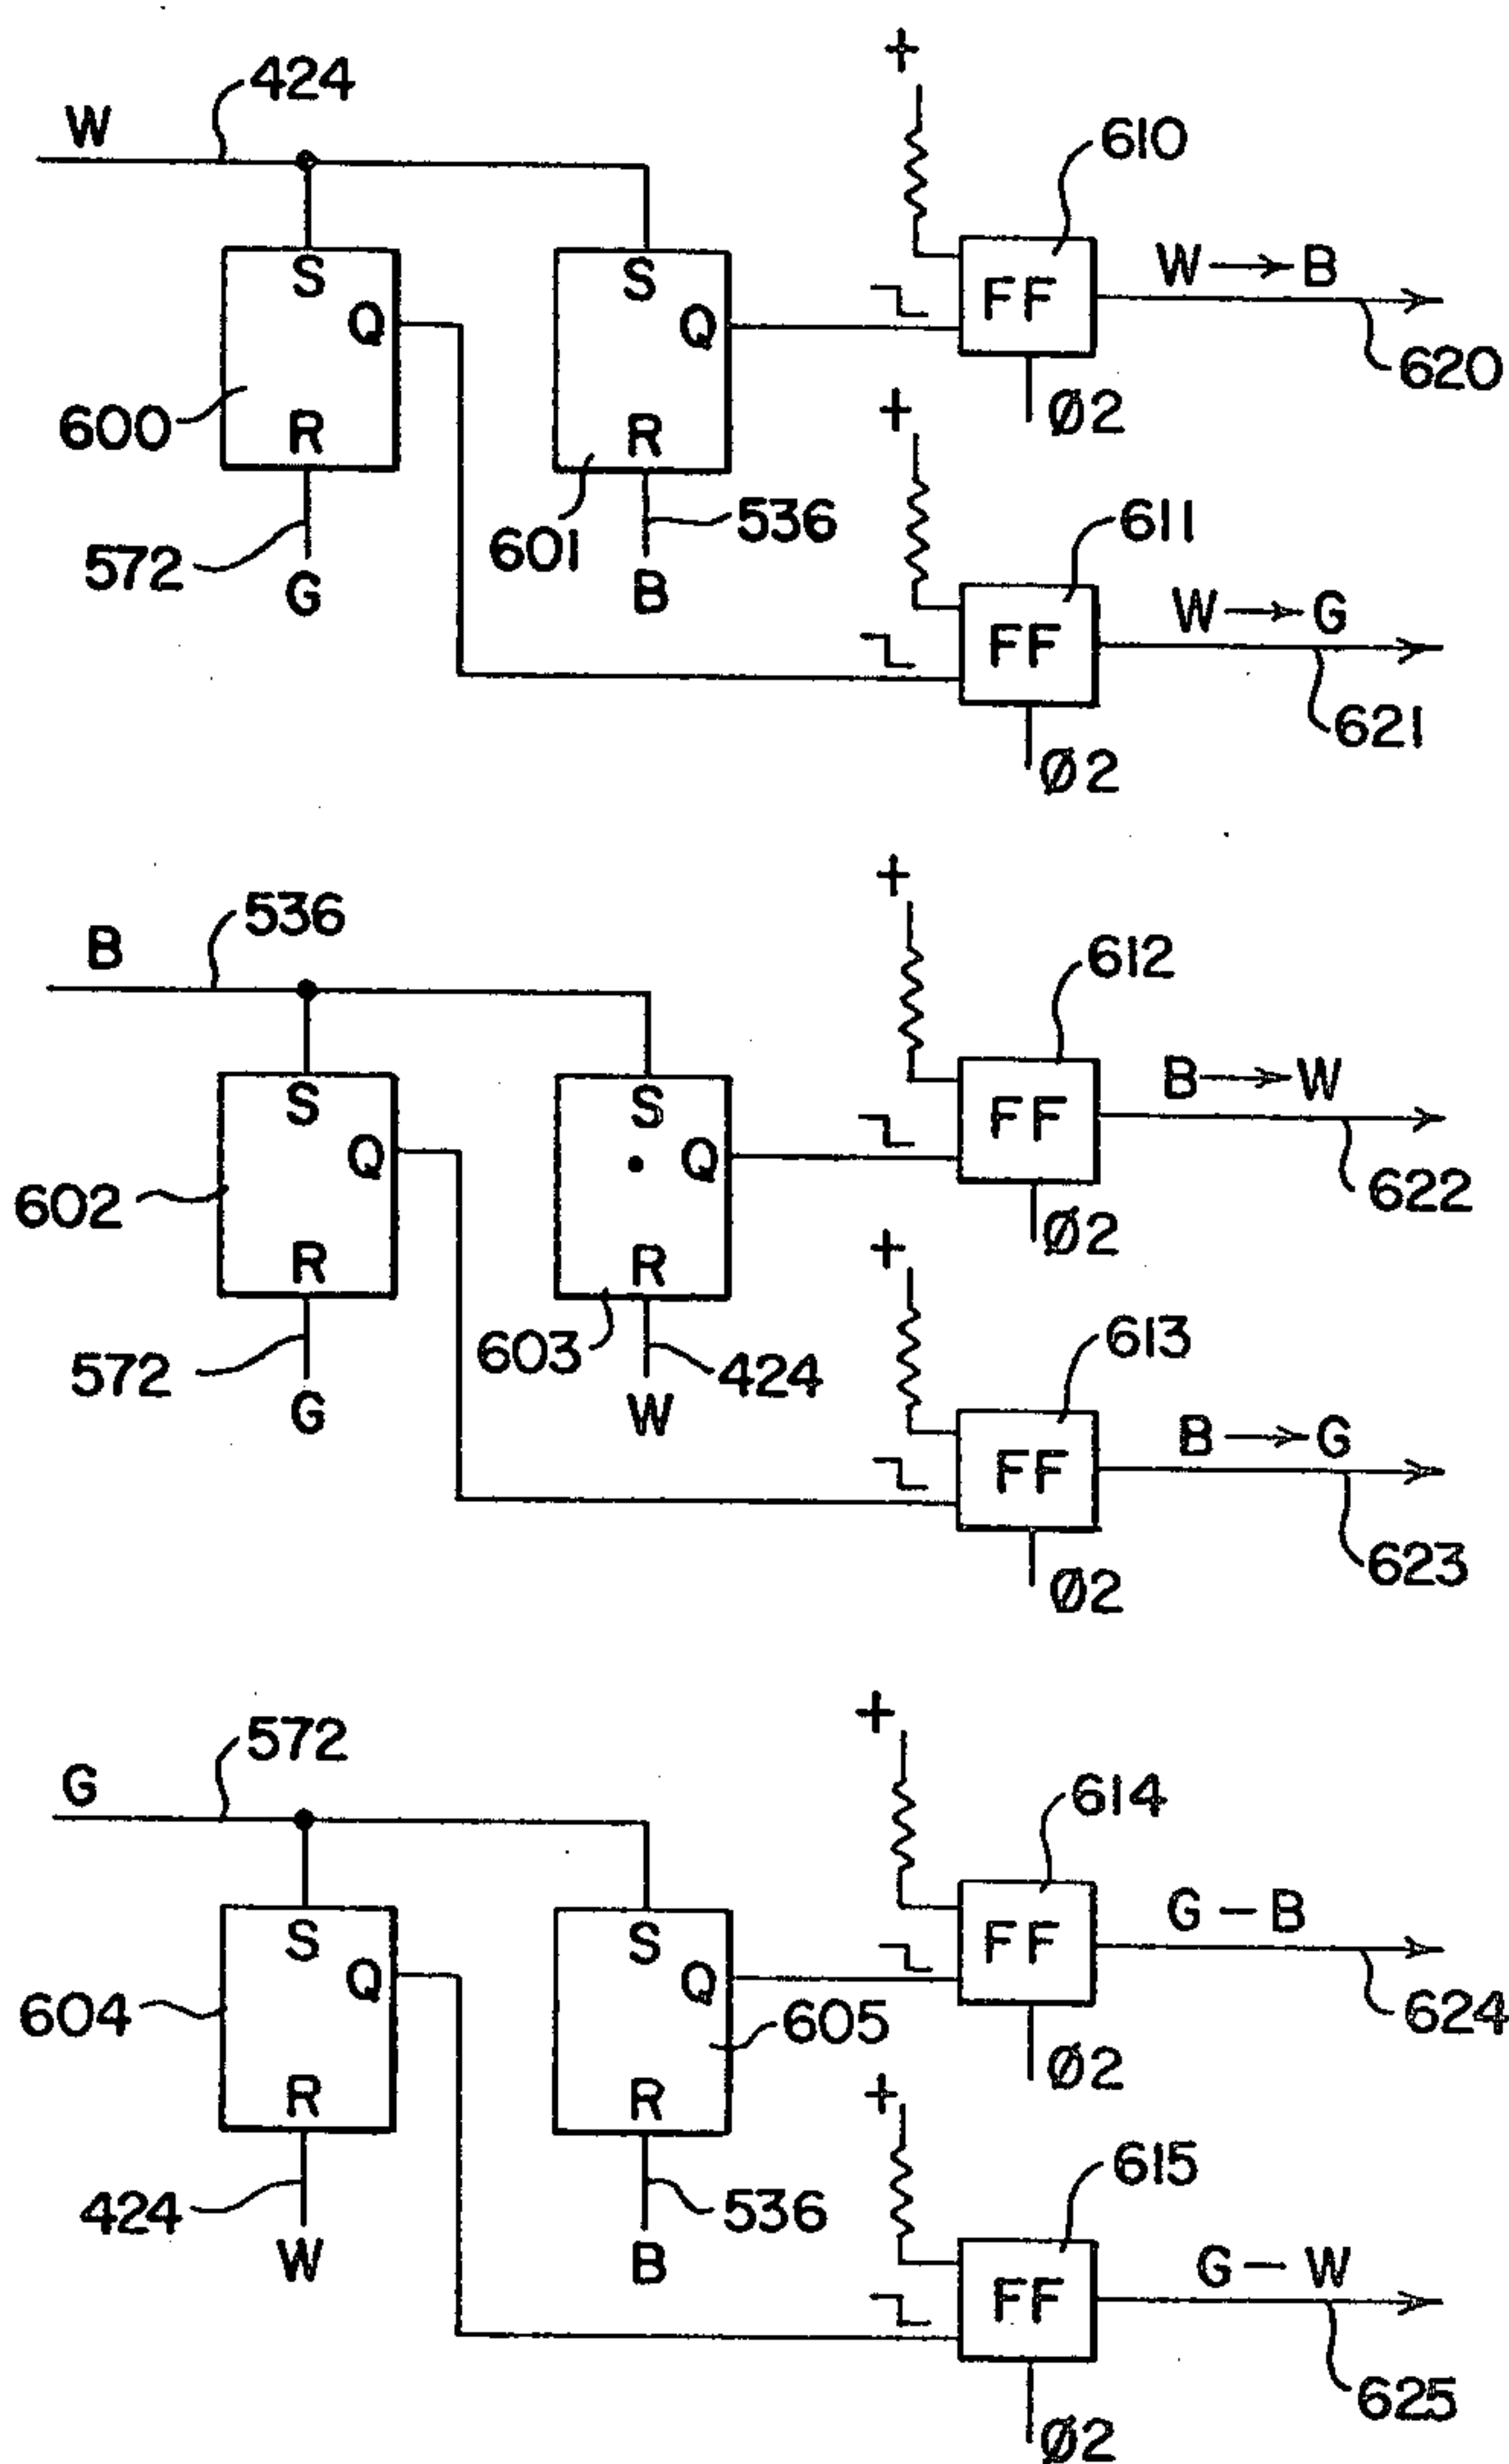 424
W
+
610
S
Q
R
600
S
Q
R
601
FF
W → B
620
Ø2
572
G
536
B
+
611
FF
W → G
621
Ø2
536
B
+
612
S
Q
R
602
S
Q
R
603
FF
B → W
622
Ø2
572
G
424
W
+
613
FF
B → G
623
Ø2
572
G
+
614
S
Q
R
604
S
Q
R
605
FF
G – B
624
Ø2
424
W
536
B
+
615
FF
G – W
625
Ø2